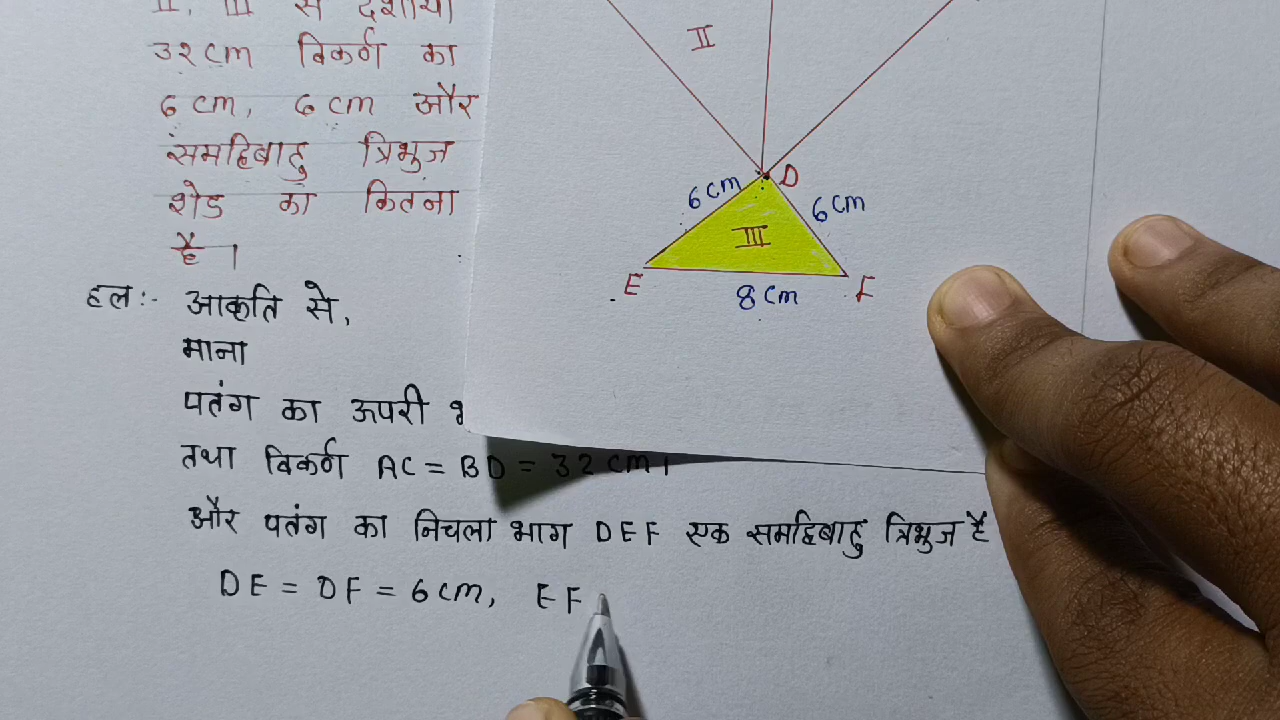 II, III से दर्शाया
32 cm विकर्ण का
6 cm, 6 cm और
समद्विबाहु त्रिभुज
शेड का कितना
है।
हल:- आकृति से,
माना
पतंग का ऊपरी
तथा विकर्ण AC = BD = 32 cm।
और पतंग का निचला भाग DEF एक समद्विबाहु त्रिभुज है
DE = DF = 6 cm, EF
II
D
6 cm
6 cm
III
E
F
8 cm